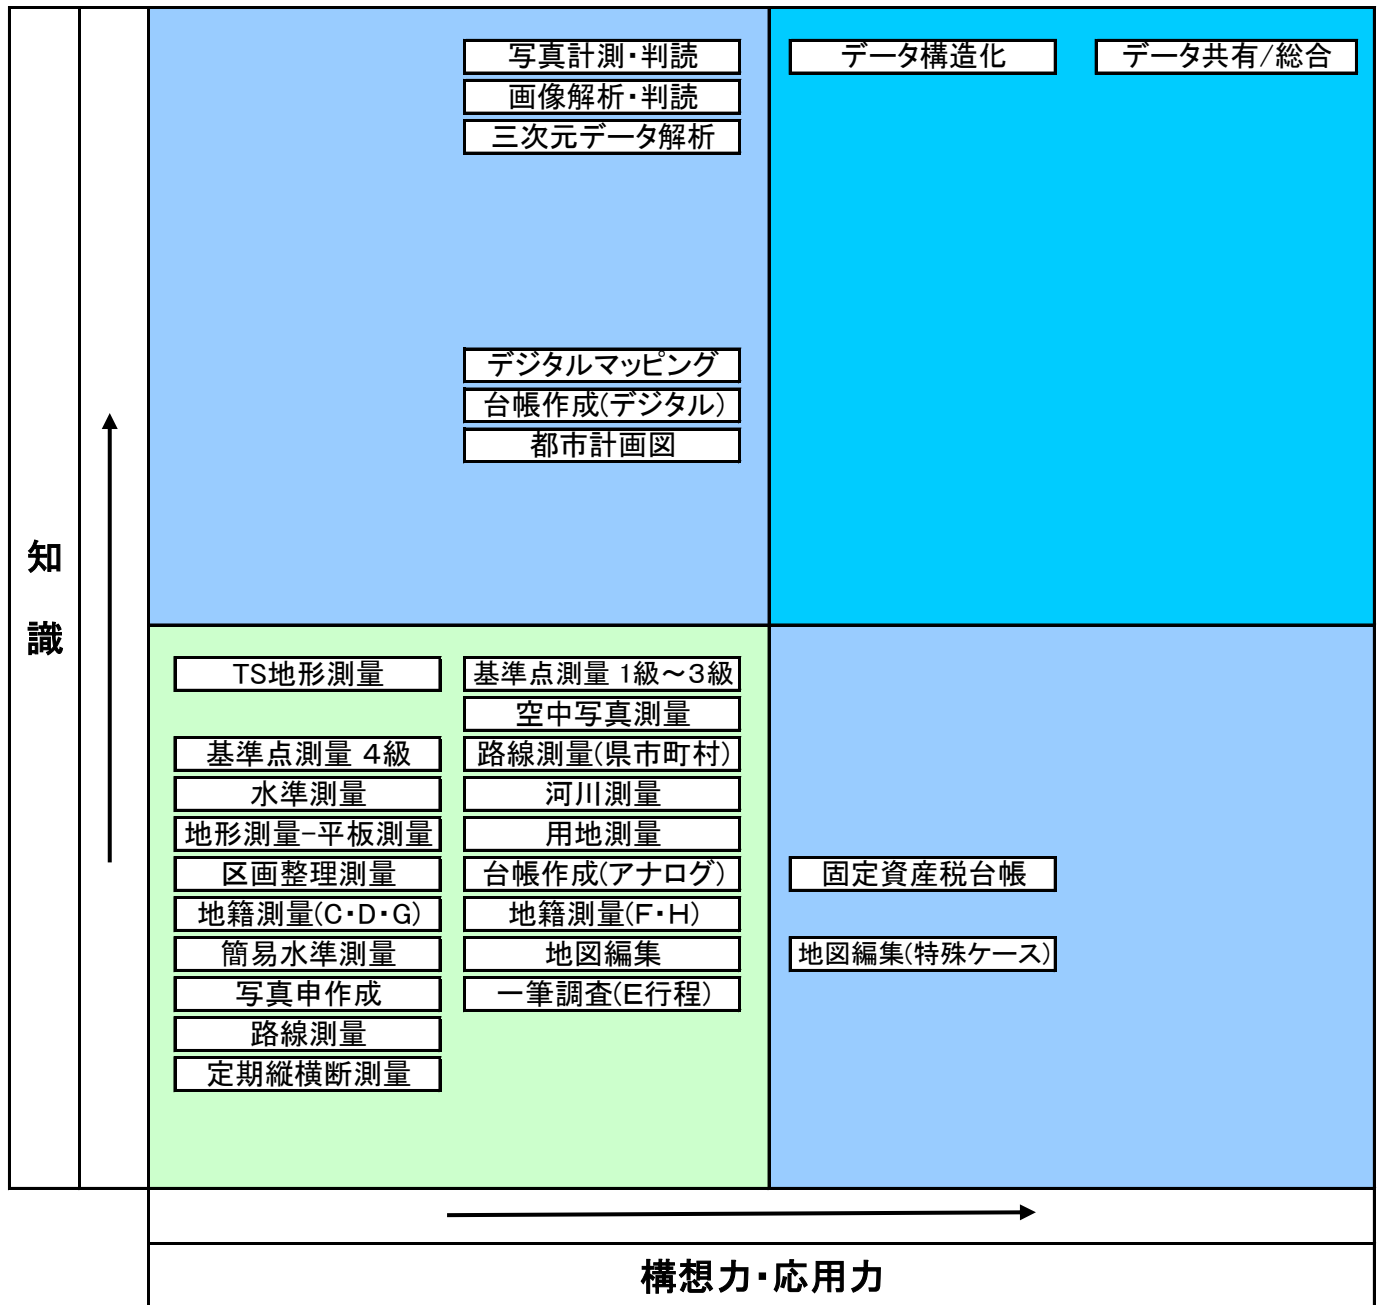 写真計測・判読
データ構造化
データ共有/総合
画像解析・判読
三次元データ解析
デジタルマッピング
台帳作成(デジタル)
都市計画図
知
識
TS地形測量
基準点測量 1級～3級
空中写真測量
基準点測量 4級
路線測量(県市町村)
水準測量
河川測量
地形測量-平板測量
用地測量
区画整理測量
台帳作成(アナログ)
固定資産税台帳
地籍測量(C・D・G)
地籍測量(F・H)
簡易水準測量
地図編集
地図編集(特殊ケース)
写真申作成
一筆調査(E行程)
路線測量
定期縦横断測量
構想力・応用力